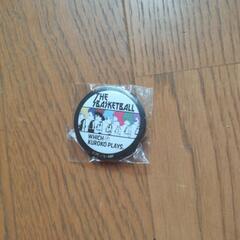 THE
BASKETBALL
WHICH
KUROKO PLAYS.